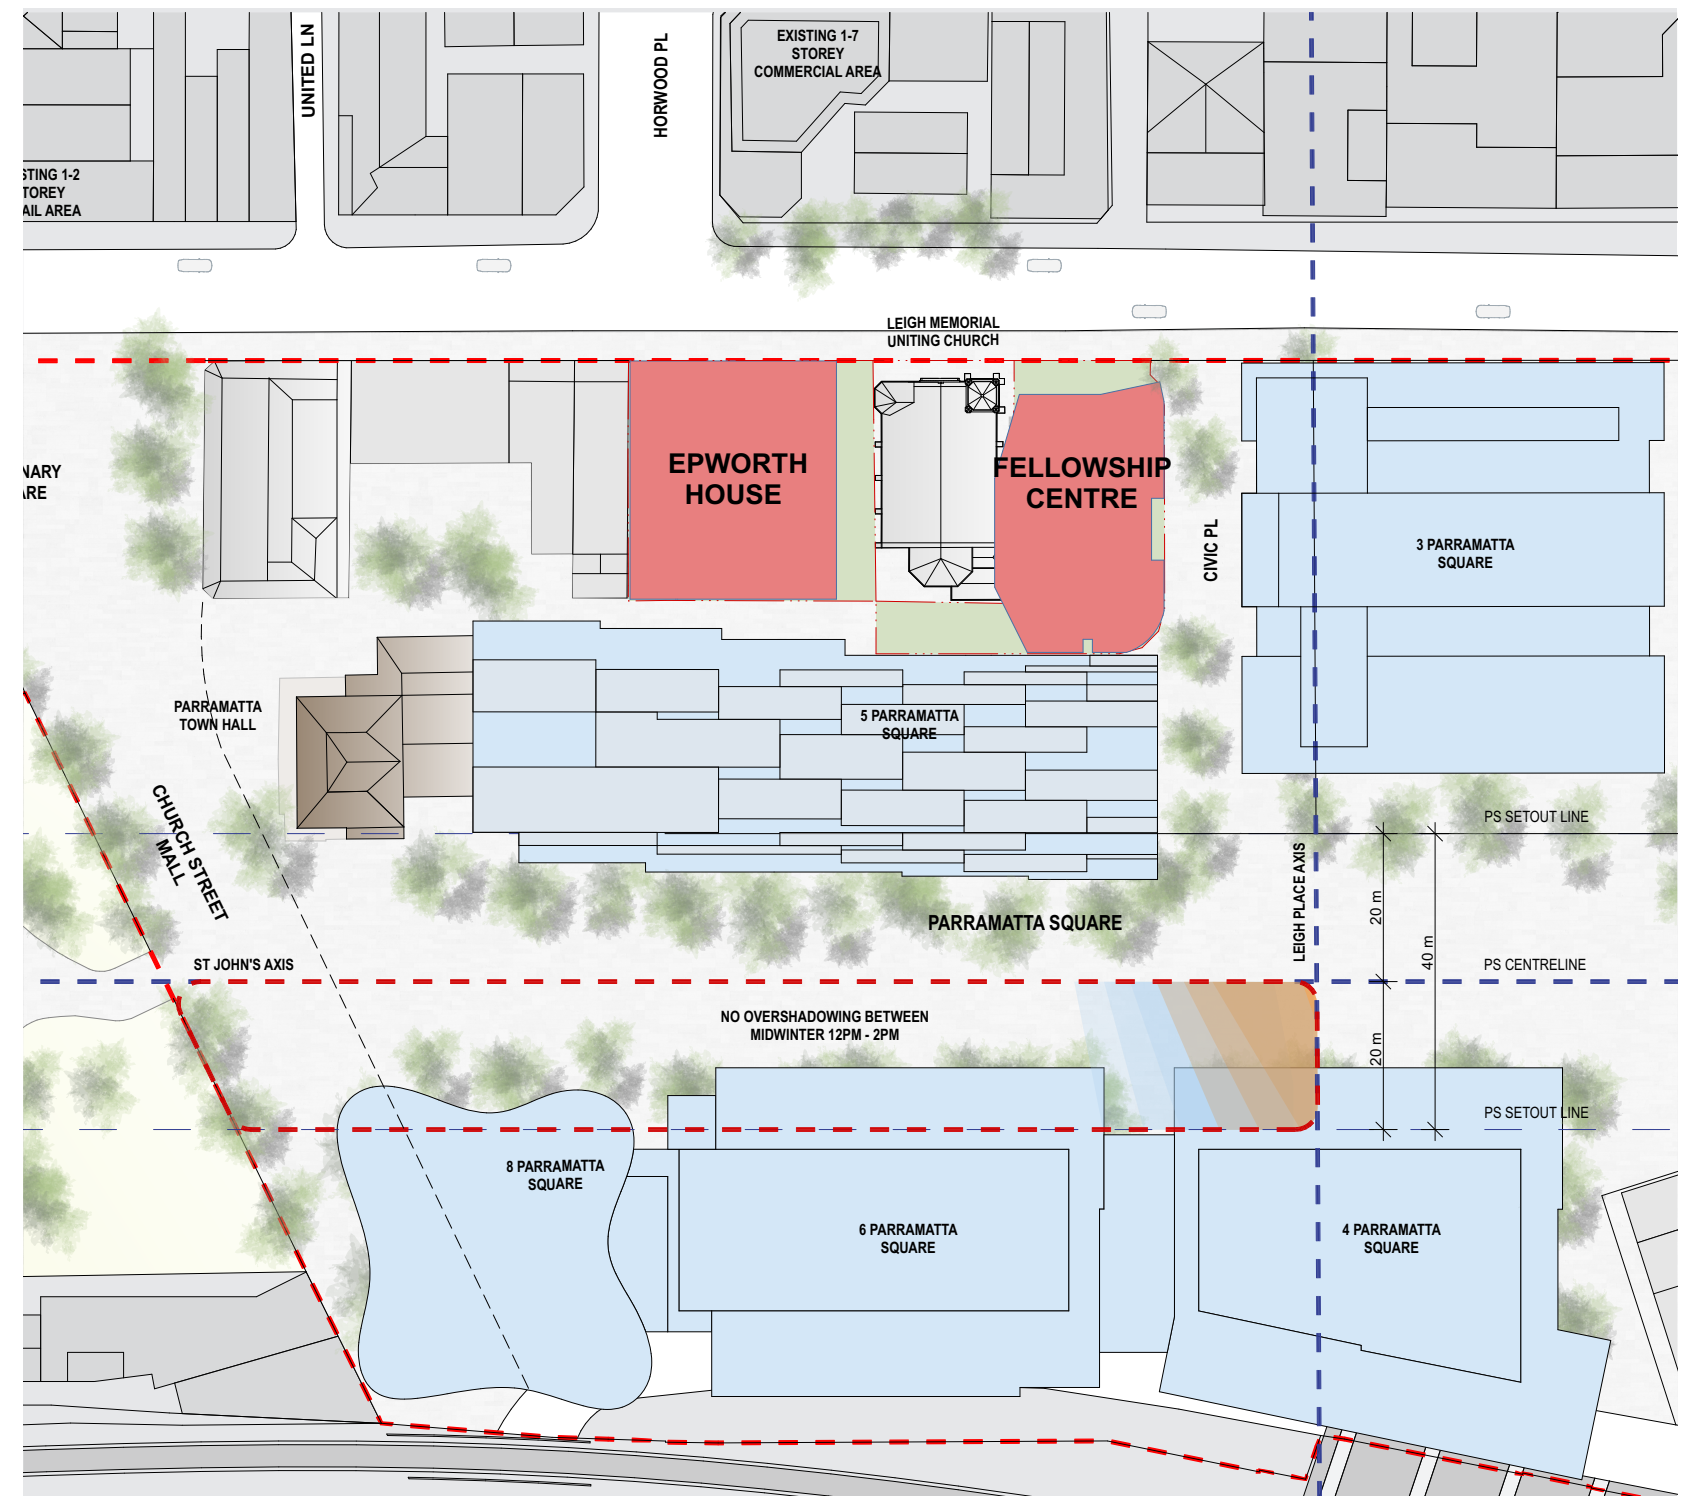 UNITED LN
HORWOOD PL
EXISTING 1-7
STOREY
COMMERCIAL AREA
STING 1-2
TOREY
AIL AREA
LEIGH MEMORIAL
UNITING CHURCH
EPWORTH
HOUSE
FELLOWSHIP
CENTRE
NARY
ARE
CIVIC PL
3 PARRAMATTA
SQUARE
PARRAMATTA
TOWN HALL
5 PARRAMATTA
SQUARE
CHURCH STREET
MALL
PS SETOUT LINE
LEIGH PLACE AXIS
20 m
40 m
PARRAMATTA SQUARE
ST JOHN'S AXIS
PS CENTRELINE
NO OVERSHADOWING BETWEEN
MIDWINTER 12PM - 2PM
20 m
PS SETOUT LINE
8 PARRAMATTA
SQUARE
6 PARRAMATTA
SQUARE
4 PARRAMATTA
SQUARE